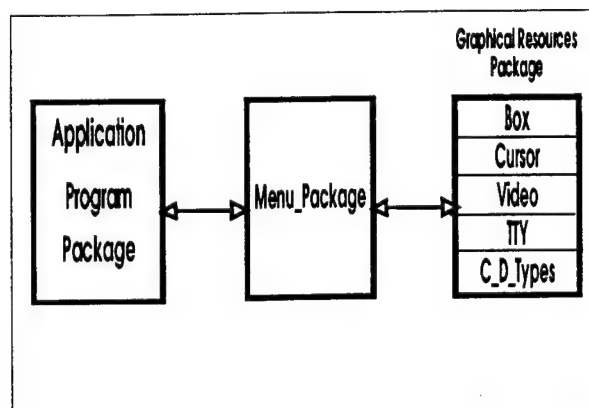 Graphical Resources
Package
Application
Program
Package
Menu_Package
Box
Cursor
Video
TTY
C_D_Types